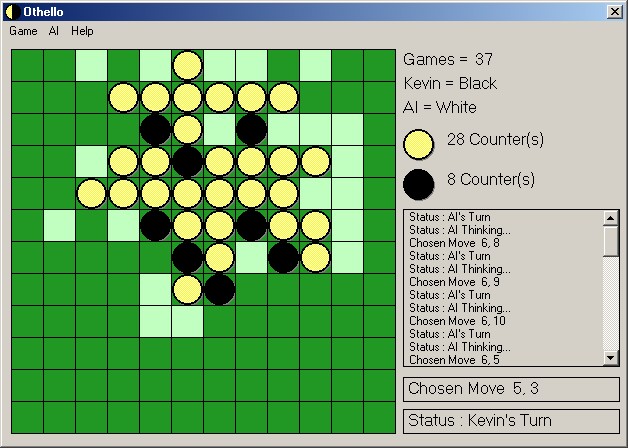 Othello
Game AI Help
Games = 37
Kevin = Black
AI = White
28 Counter(s)
8 Counter(s)
Status : AI's Turn
Status : AI Thinking...
Chosen Move 6, 8
Status : AI's Turn
Status : AI Thinking...
Chosen Move 6, 9
Status : AI's Turn
Status : AI Thinking...
Chosen Move 6, 10
Status : AI's Turn
Status : AI Thinking...
Chosen Move 6, 5
Chosen Move 5, 3
Status : Kevin's Turn